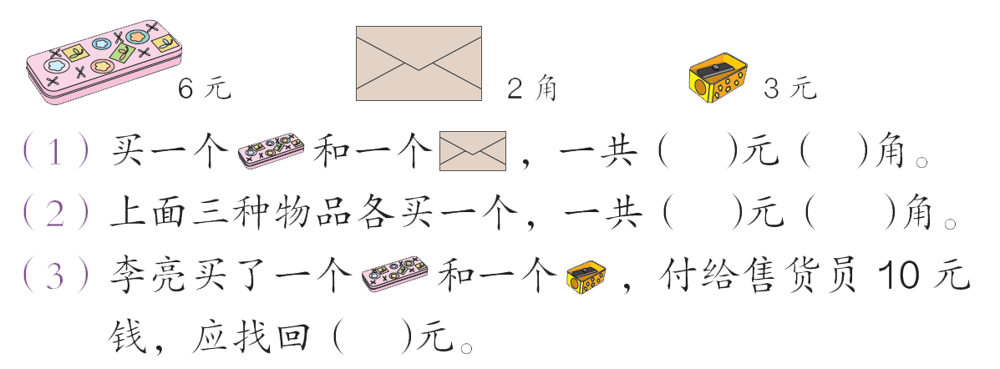 6 元 2 角 3 元
（1）买一个和一个，一共（ ）元（ ）角。
（2）上面三种物品各买一个，一共（ ）元（ ）角。
（3）李亮买了一个和一个，付给售货员 10 元
钱，应找回（ ）元。